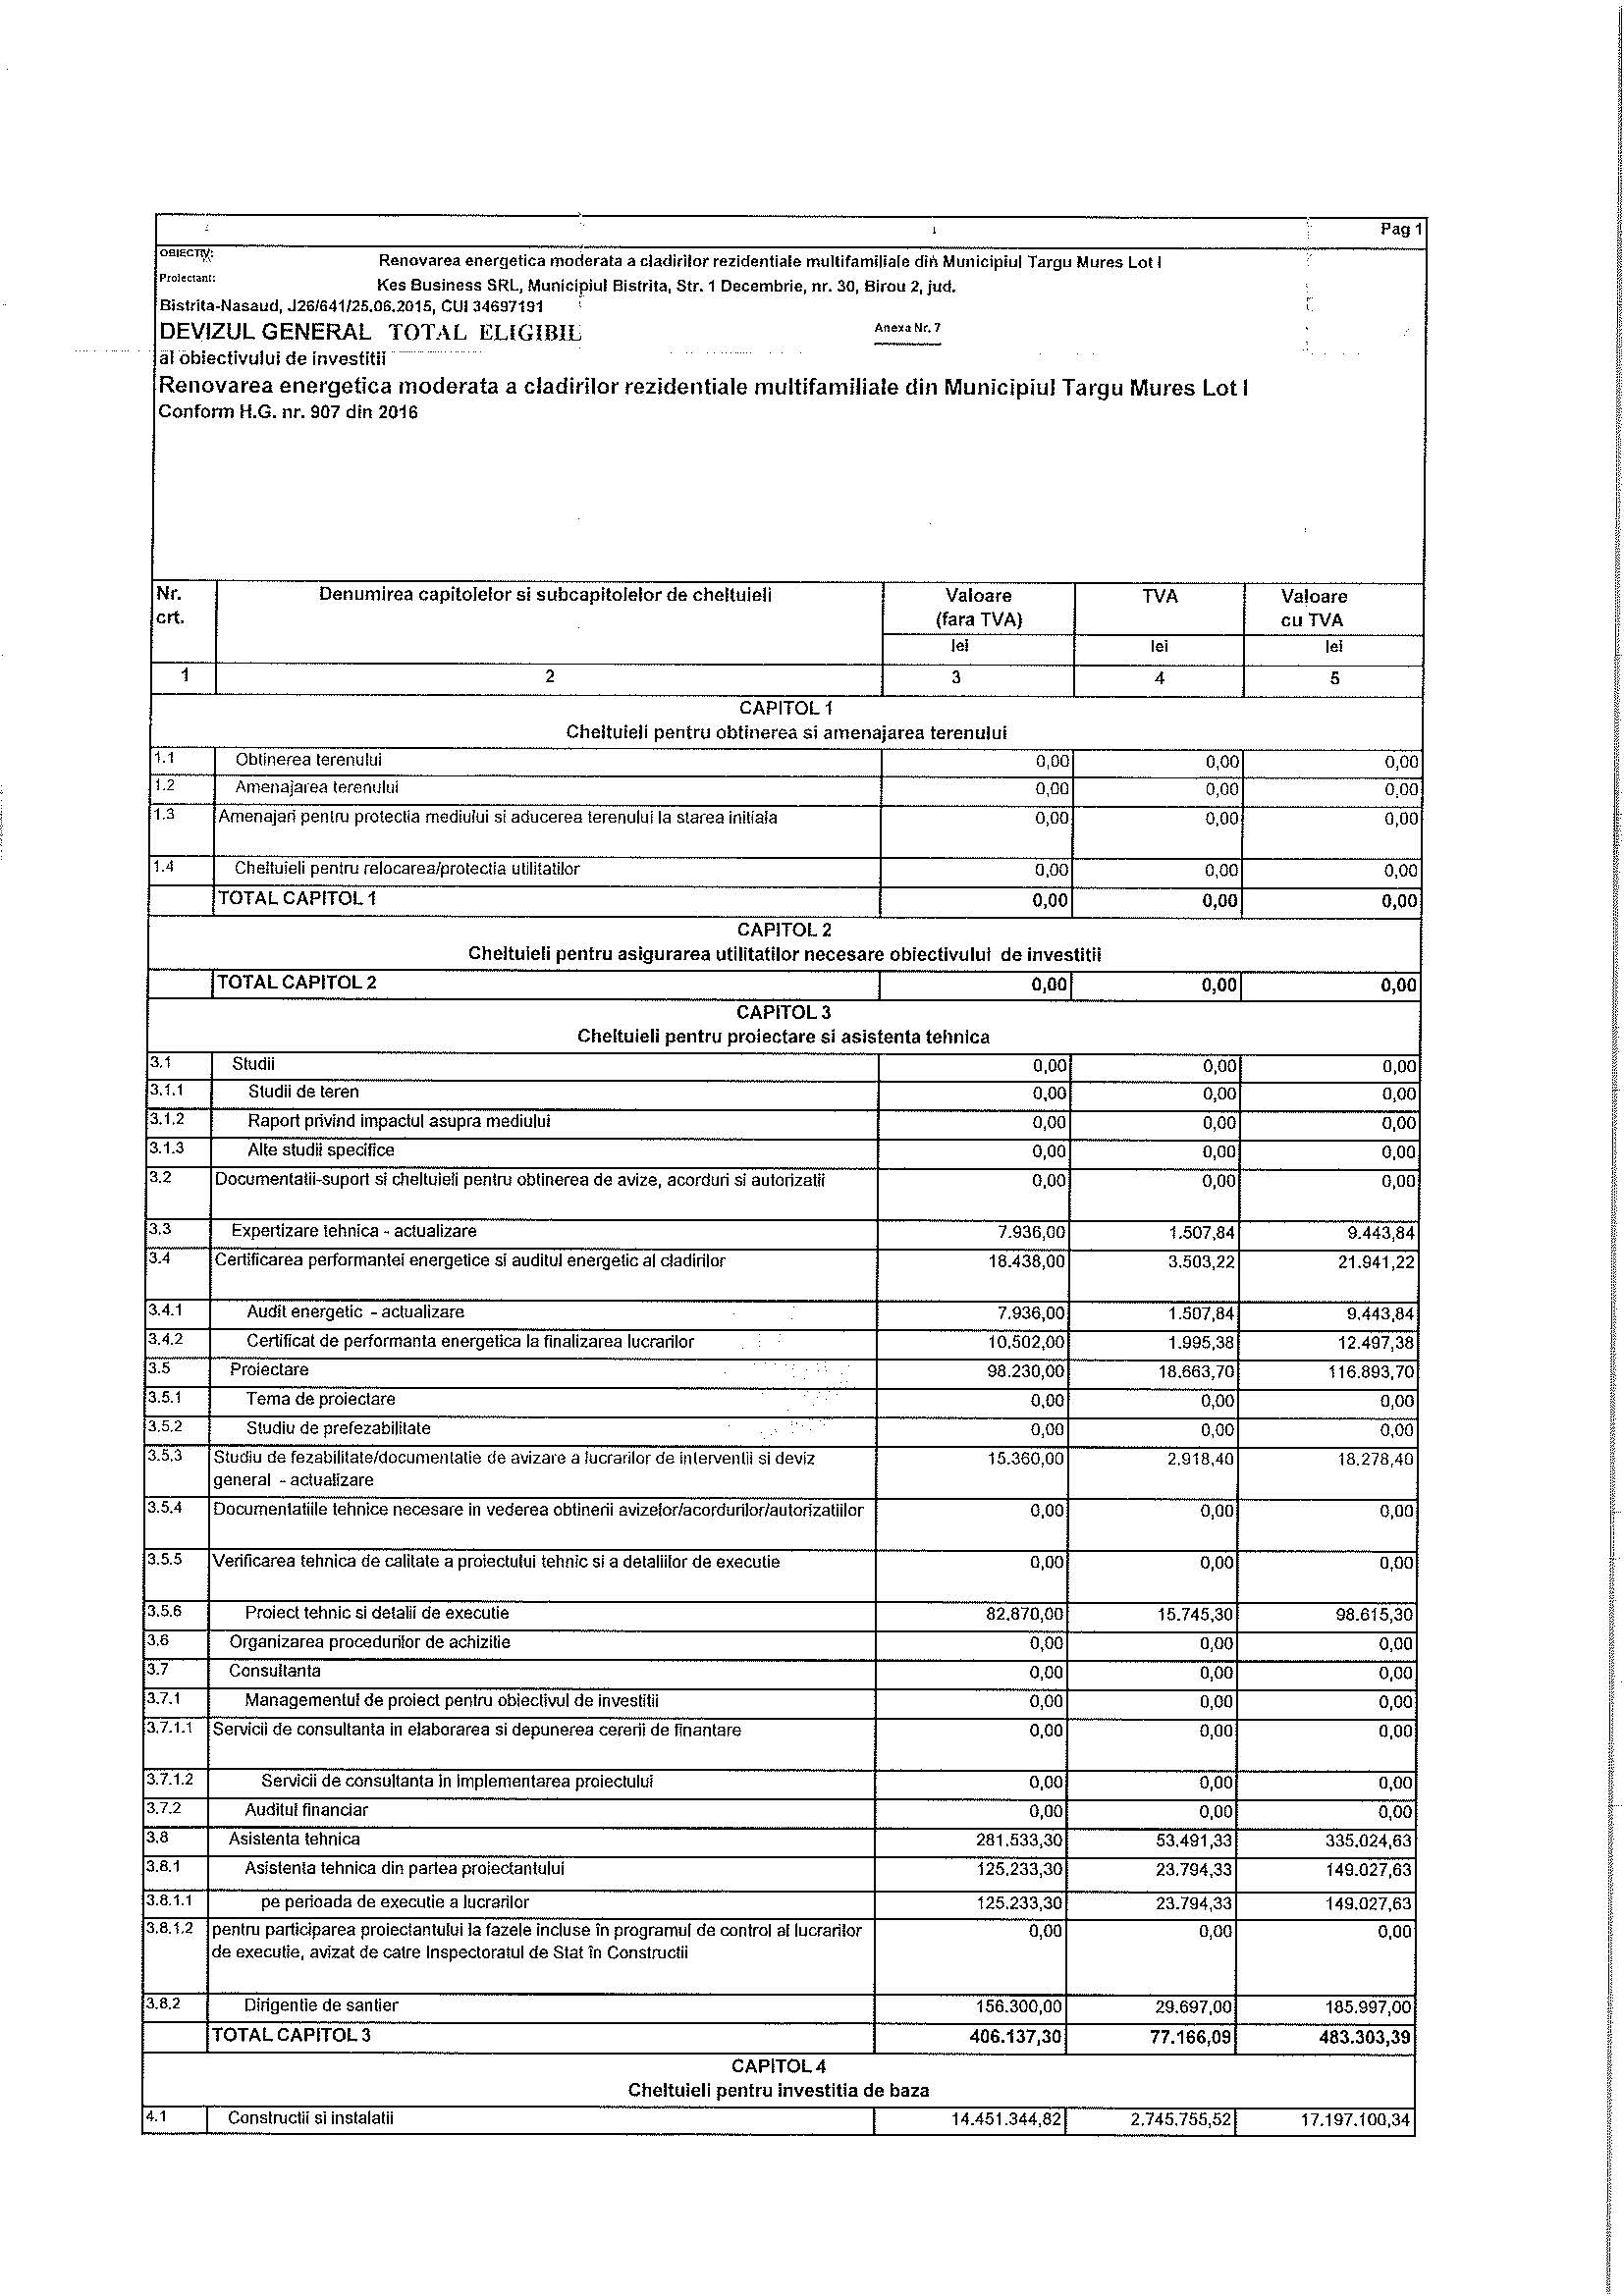 Pag 1
OBIECTIV: Renovarea energetica moderata a cladirilor rezidentiale multifamiliale din Municipiul Targu Mures Lot I
Proiectant: Kes Business SRL, Municipiul Bistrita, Str. 1 Decembrie, nr. 30, Birou 2, jud.
Bistrita-Nasaud, J26/641/25.06.2015, CUI 34697191
DEVIZUL GENERAL TOTAL ELIGIBIL Anexa Nr. 7
al obiectivului de investitii
Renovarea energetica moderata a cladirilor rezidentiale multifamiliale din Municipiul Targu Mures Lot I
Conform H.G. nr. 907 din 2016
Nr. Denumirea capitolelor si subcapitolelor de cheltuieli Valoare TVA Valoare
crt. (fara TVA) cu TVA
lei lei lei
1 2 3 4 5
CAPITOL 1
Cheltuieli pentru obtinerea si amenajarea terenului
1.1 Obtinerea terenului 0,00 0,00 0,00
1.2 Amenajarea terenului 0,00 0,00 0,00
1.3 Amenajari pentru protectia mediului si aducerea terenului la starea initiala 0,00 0,00 0,00
1.4 Cheltuieli pentru relocarea/protectia utilitatilor 0,00 0,00 0,00
TOTAL CAPITOL 1 0,00 0,00 0,00
CAPITOL 2
Cheltuieli pentru asigurarea utilitatilor necesare obiectivului de investitii
TOTAL CAPITOL 2 0,00 0,00 0,00
CAPITOL 3
Cheltuieli pentru proiectare si asistenta tehnica
3.1 Studii 0,00 0,00 0,00
3.1.1 Studii de teren 0,00 0,00 0,00
3.1.2 Raport privind impactul asupra mediului 0,00 0,00 0,00
3.1.3 Alte studii specifice 0,00 0,00 0,00
3.2 Documentatii-suport si cheltuieli pentru obtinerea de avize, acorduri si autorizatii 0,00 0,00 0,00
3.3 Expertizare tehnica - actualizare 7.936,00 1.507,84 9.443,84
3.4 Certificarea performantei energetice si auditul energetic al cladirilor 18.438,00 3.503,22 21.941,22
3.4.1 Audit energetic - actualizare 7.936,00 1.507,84 9.443,84
3.4.2 Certificat de performanta energetica la finalizarea lucrarilor 10.502,00 1.995,38 12.497,38
3.5 Proiectare 98.230,00 18.663,70 116.893,70
3.5.1 Tema de proiectare 0,00 0,00 0,00
3.5.2 Studiu de prefezabilitate 0,00 0,00 0,00
3.5.3 Studiu de fezabilitate/documentatie de avizare a lucrarilor de interventii si deviz 15.360,00 2.918,40 18.278,40
general - actualizare
3.5.4 Documentatiile tehnice necesare in vederea obtinerii avizelor/acordurilor/autorizatiilor 0,00 0,00 0,00
3.5.5 Verificarea tehnica de calitate a proiectului tehnic si a detaliilor de executie 0,00 0,00 0,00
3.5.6 Proiect tehnic si detalii de executie 82.870,00 15.745,30 98.615,30
3.6 Organizarea procedurilor de achizitie 0,00 0,00 0,00
3.7 Consultanta 0,00 0,00 0,00
3.7.1 Managementul de proiect pentru obiectivul de investitii 0,00 0,00 0,00
3.7.1.1 Servicii de consultanta in elaborarea si depunerea cererii de finantare 0,00 0,00 0,00
3.7.1.2 Servicii de consultanta in implementarea proiectului 0,00 0,00 0,00
3.7.2 Auditul financiar 0,00 0,00 0,00
3.8 Asistenta tehnica 281.533,30 53.491,33 335.024,63
3.8.1 Asistenta tehnica din partea proiectantului 125.233,30 23.794,33 149.027,63
3.8.1.1 pe perioada de executie a lucrarilor 125.233,30 23.794,33 149.027,63
3.8.1.2 pentru participarea proiectantului la fazele incluse în programul de control al lucrarilor 0,00 0,00 0,00
de executie, avizat de catre Inspectoratul de Stat în Constructii
3.8.2 Dirigentie de santier 156.300,00 29.697,00 185.997,00
TOTAL CAPITOL 3 406.137,30 77.166,09 483.303,39
CAPITOL 4
Cheltuieli pentru investitia de baza
4.1 Constructii si instalatii 14.451.344,82 2.745.755,52 17.197.100,34